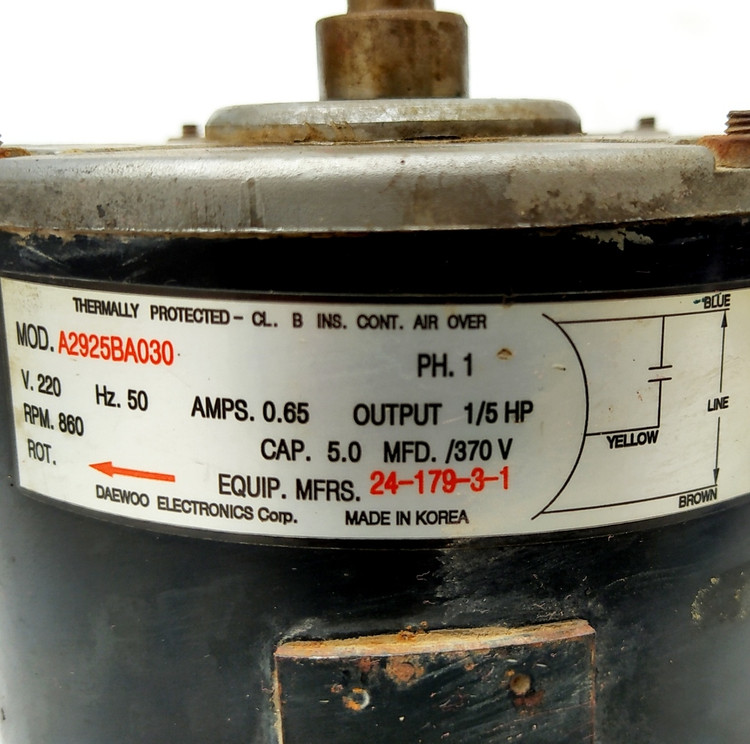 THERMALLY PROTECTED - CL. B INS. CONT. AIR OVER
MOD. A2925BA030
PH. 1
V. 220 Hz. 50 AMPS. 0.65 OUTPUT 1/5 HP
RPM. 860 CAP. 5.0 MFD. /370 V
ROT. EQUIP. MFRS. 24-179-3-1
DAEWOO ELECTRONICS Corp. MADE IN KOREA
BLUE
LINE
YELLOW
BROWN